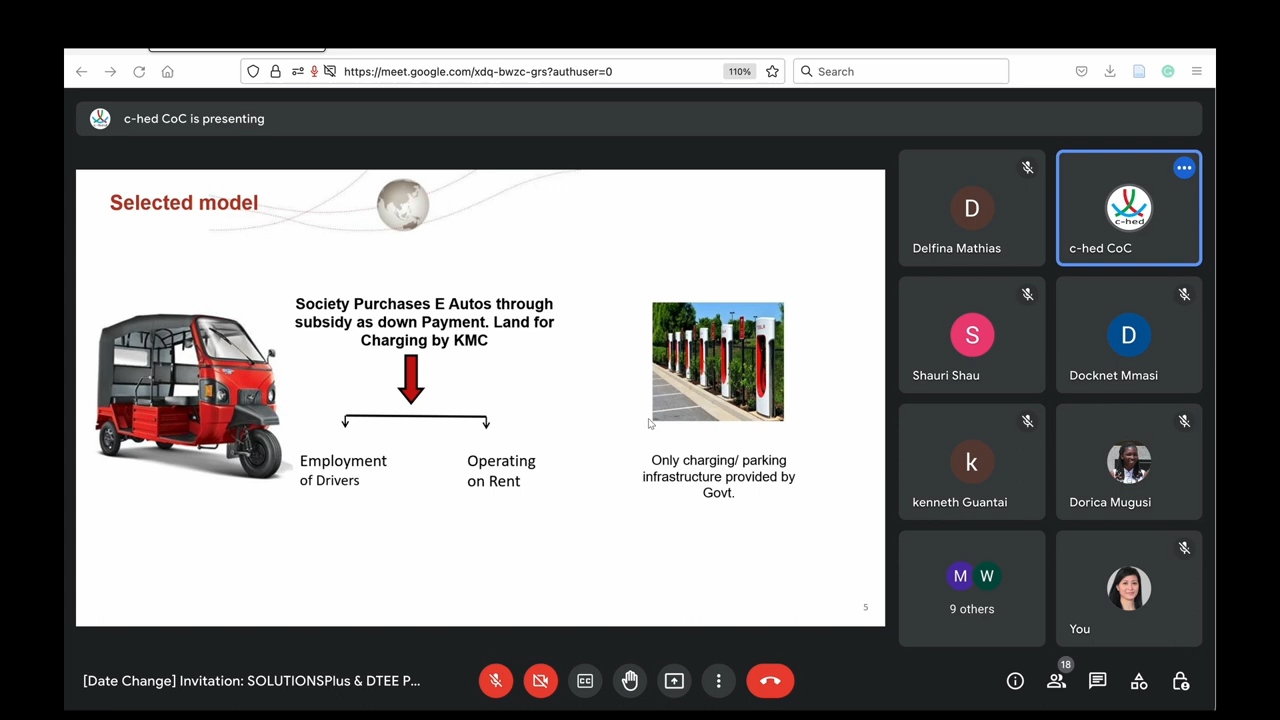 https://meet.google.com/xdq-bwzc-grs?authuser=0
110%
Search
c-hed CoC is presenting
Selected model
Society Purchases E Autos through
subsidy as down Payment. Land for
Charging by KMC
Employment
of Drivers
Operating
on Rent
Only charging/ parking
infrastructure provided by
Govt.
5
D
Delfina Mathias
c-hed
c-hed CoC
S
Shauri Shau
D
Docknet Mmasi
k
kenneth Guantai
Dorica Mugusi
M
W
9 others
You
[Date Change] Invitation: SOLUTIONSPlus & DTEE P...
CC
18